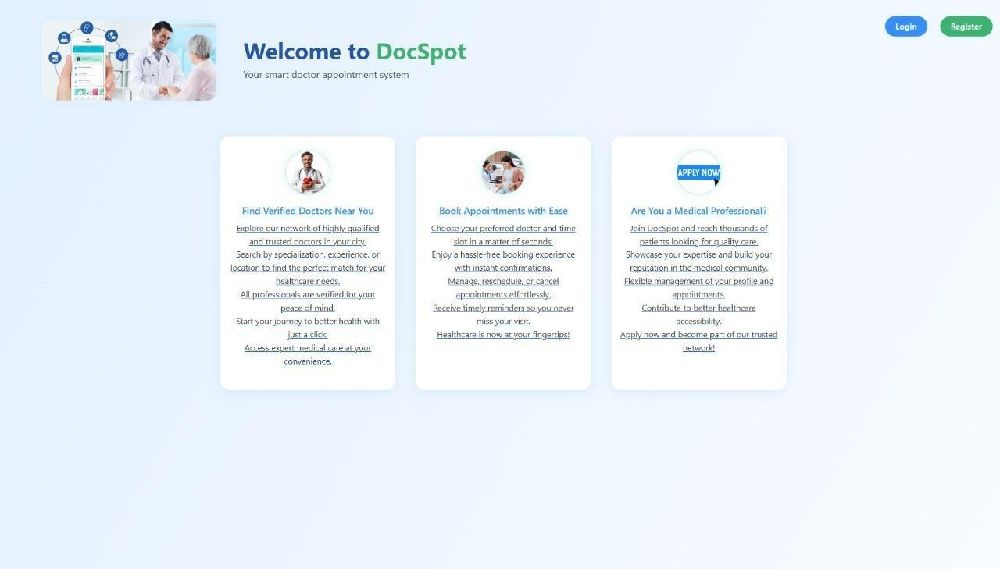 Login
Register
Welcome to DocSpot
Your smart doctor appointment system
Find Verified Doctors Near You
Explore our network of highly qualified
and trusted doctors in your city.
Search by specialization, experience, or
location to find the perfect match for your
healthcare needs.
All professionals are verified for your
peace of mind.
Start your journey to better health with
just a click.
Access expert medical care at your
convenience.
Book Appointments with Ease
Choose your preferred doctor and time
slot in a matter of seconds.
Enjoy a hassle-free booking experience
with instant confirmations.
Manage, reschedule, or cancel
appointments effortlessly.
Receive timely reminders so you never
miss your visit.
Healthcare is now at your fingertips!
APPLY NOW
Are You a Medical Professional?
Join DocSpot and reach thousands of
patients looking for quality care.
Showcase your expertise and build your
reputation in the medical community.
Flexible management of your profile and
appointments.
Contribute to better healthcare
accessibility.
Apply now and become part of our trusted
network!